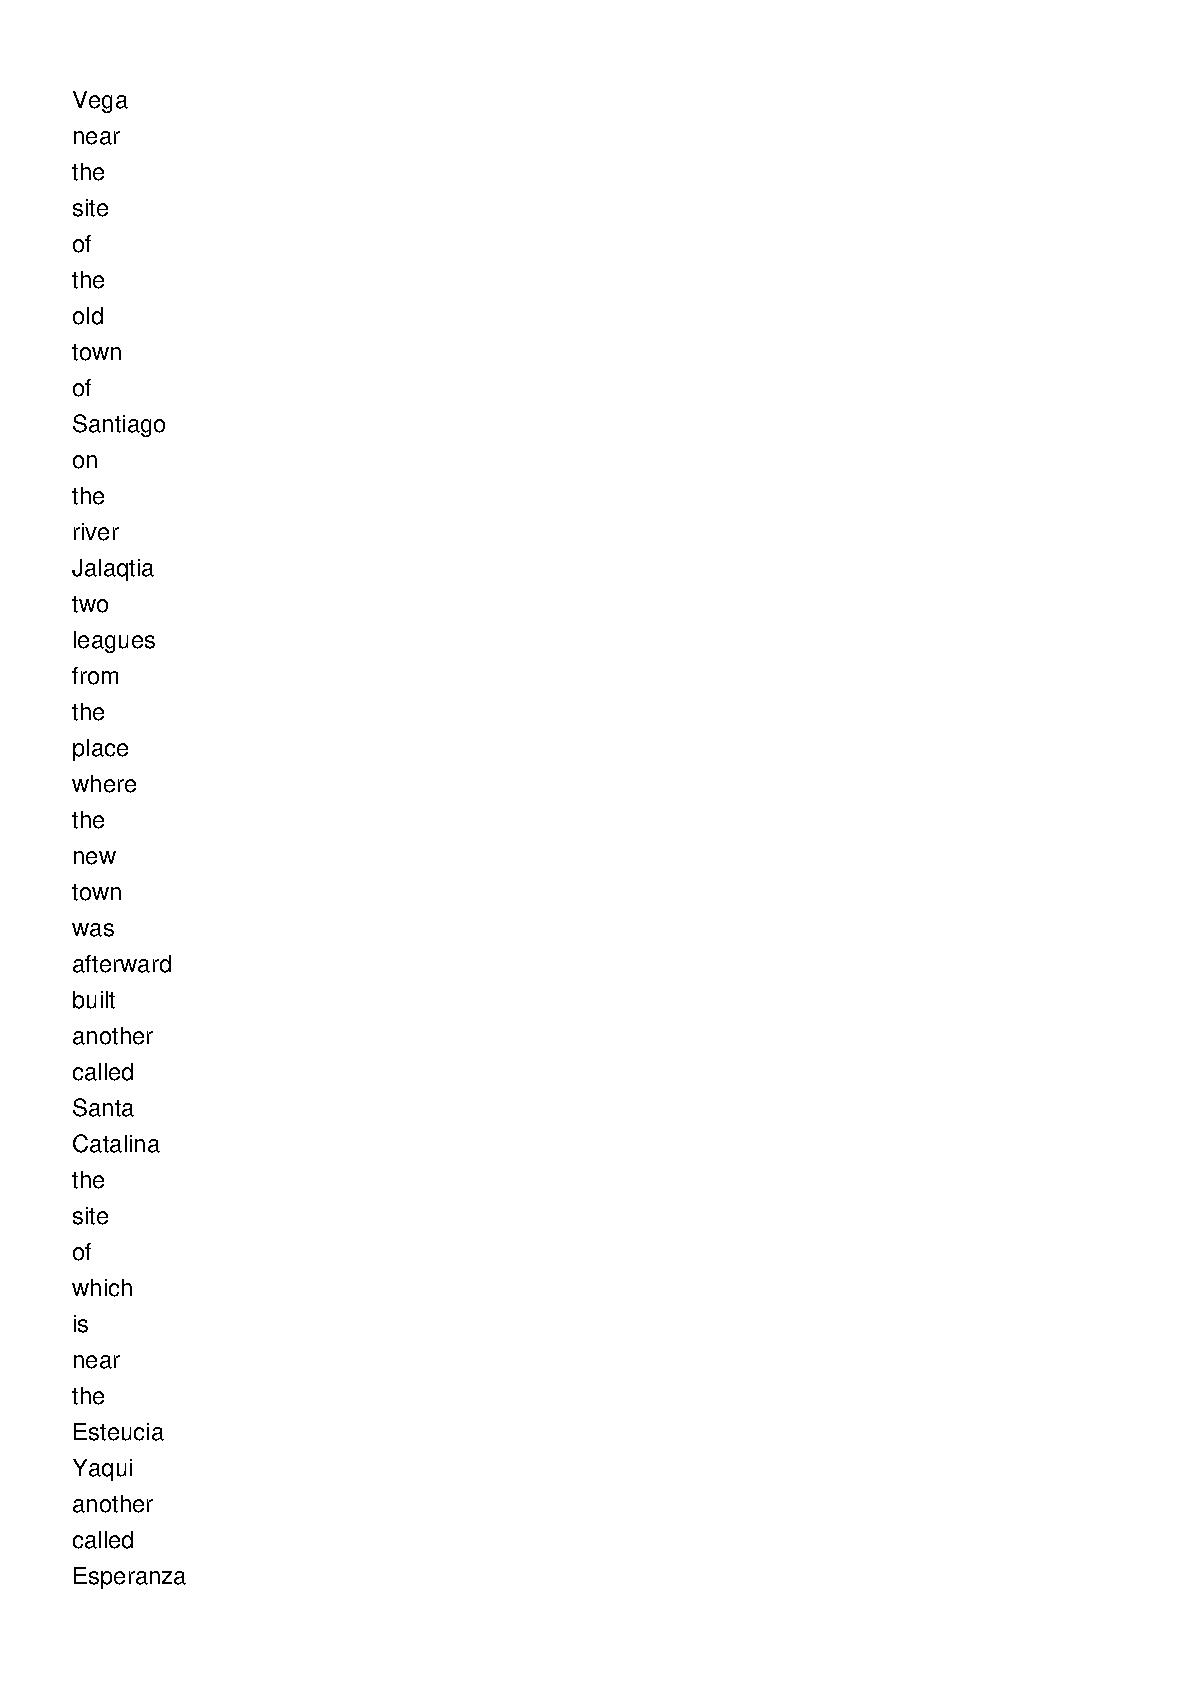 Vega
near
the
site
of
the
old
town
of
Santiago
on
the
river
Jalaqtia
two
leagues
from
the
place
where
the
new
town
was
afterward
built
another
called
Santa
Catalina
the
site
of
which
is
near
the
Esteucia
Yaqui
another
called
Esperanza